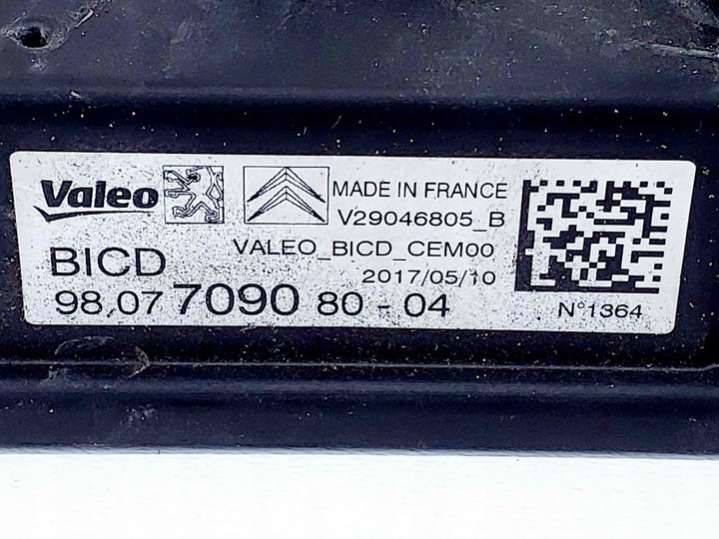 Valeo
MADE IN FRANCE
V29046805_B
VALEO_BICD_CEM00
BICD
2017/05/10
98,07 7090 80-04
N°1364